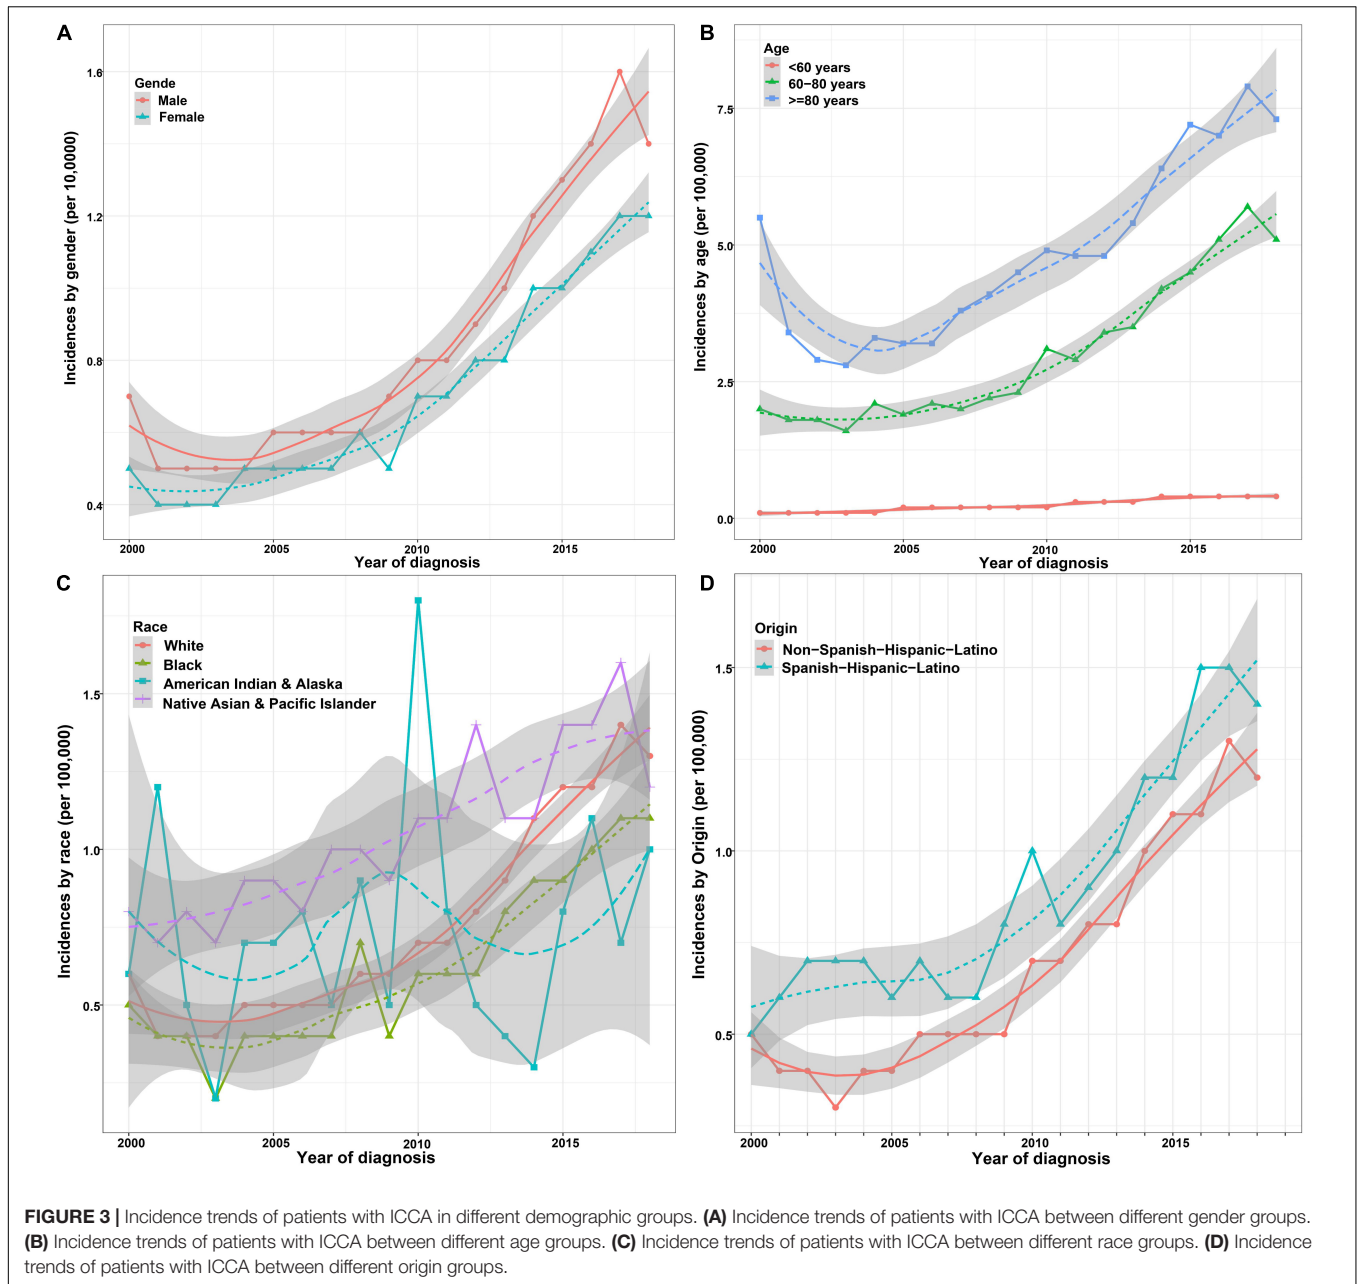 A
Incidences by gender (per 10,0000)
1.6
1.2
0.8
0.4
Gende
Male
Female
2000 2005 2010 2015
Year of diagnosis
B
Incidences by age (per 100,000)
7.5
5.0
2.5
0.0
Age
<60 years
60−80 years
>=80 years
2000 2005 2010 2015
Year of diagnosis
C
Incidences by race (per 100,000)
1.5
1.0
0.5
Race
White
Black
American Indian & Alaska
Native Asian & Pacific Islander
2000 2005 2010 2015
Year of diagnosis
D
Incidences by Origin (per 100,000)
1.5
1.0
0.5
Origin
Non−Spanish−Hispanic−Latino
Spanish−Hispanic−Latino
2000 2005 2010 2015
Year of diagnosis
FIGURE 3 | Incidence trends of patients with ICCA in different demographic groups. (A) Incidence trends of patients with ICCA between different gender groups.
(B) Incidence trends of patients with ICCA between different age groups. (C) Incidence trends of patients with ICCA between different race groups. (D) Incidence
trends of patients with ICCA between different origin groups.